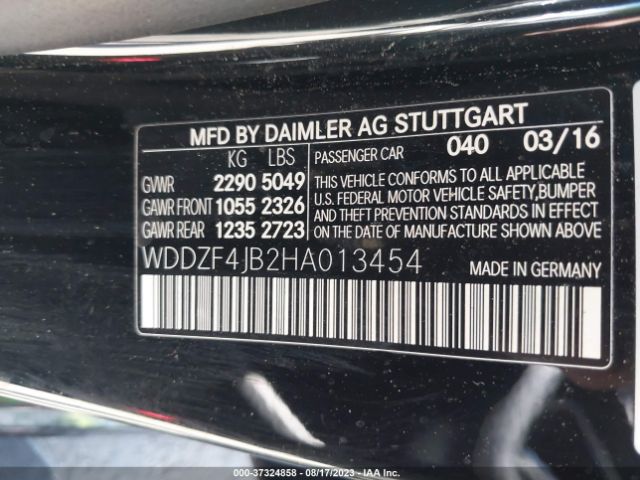 MFD BY DAIMLER AG STUTTGART
KG LBS
GVWR 2290 5049
GAWR FRONT 1055 2326
GAWR REAR 1235 2723
PASSENGER CAR 040 03/16
THIS VEHICLE CONFORMS TO ALL APPLICABLE
U.S. FEDERAL MOTOR VEHICLE SAFETY,BUMPER
AND THEFT PREVENTION STANDARDS IN EFFECT
ON THE DATE OF MANUFACTURE SHOWN ABOVE
WDDZF4JB2HA013454 MADE IN GERMANY
000-37324858 - 08/17/2023 - IAA.com